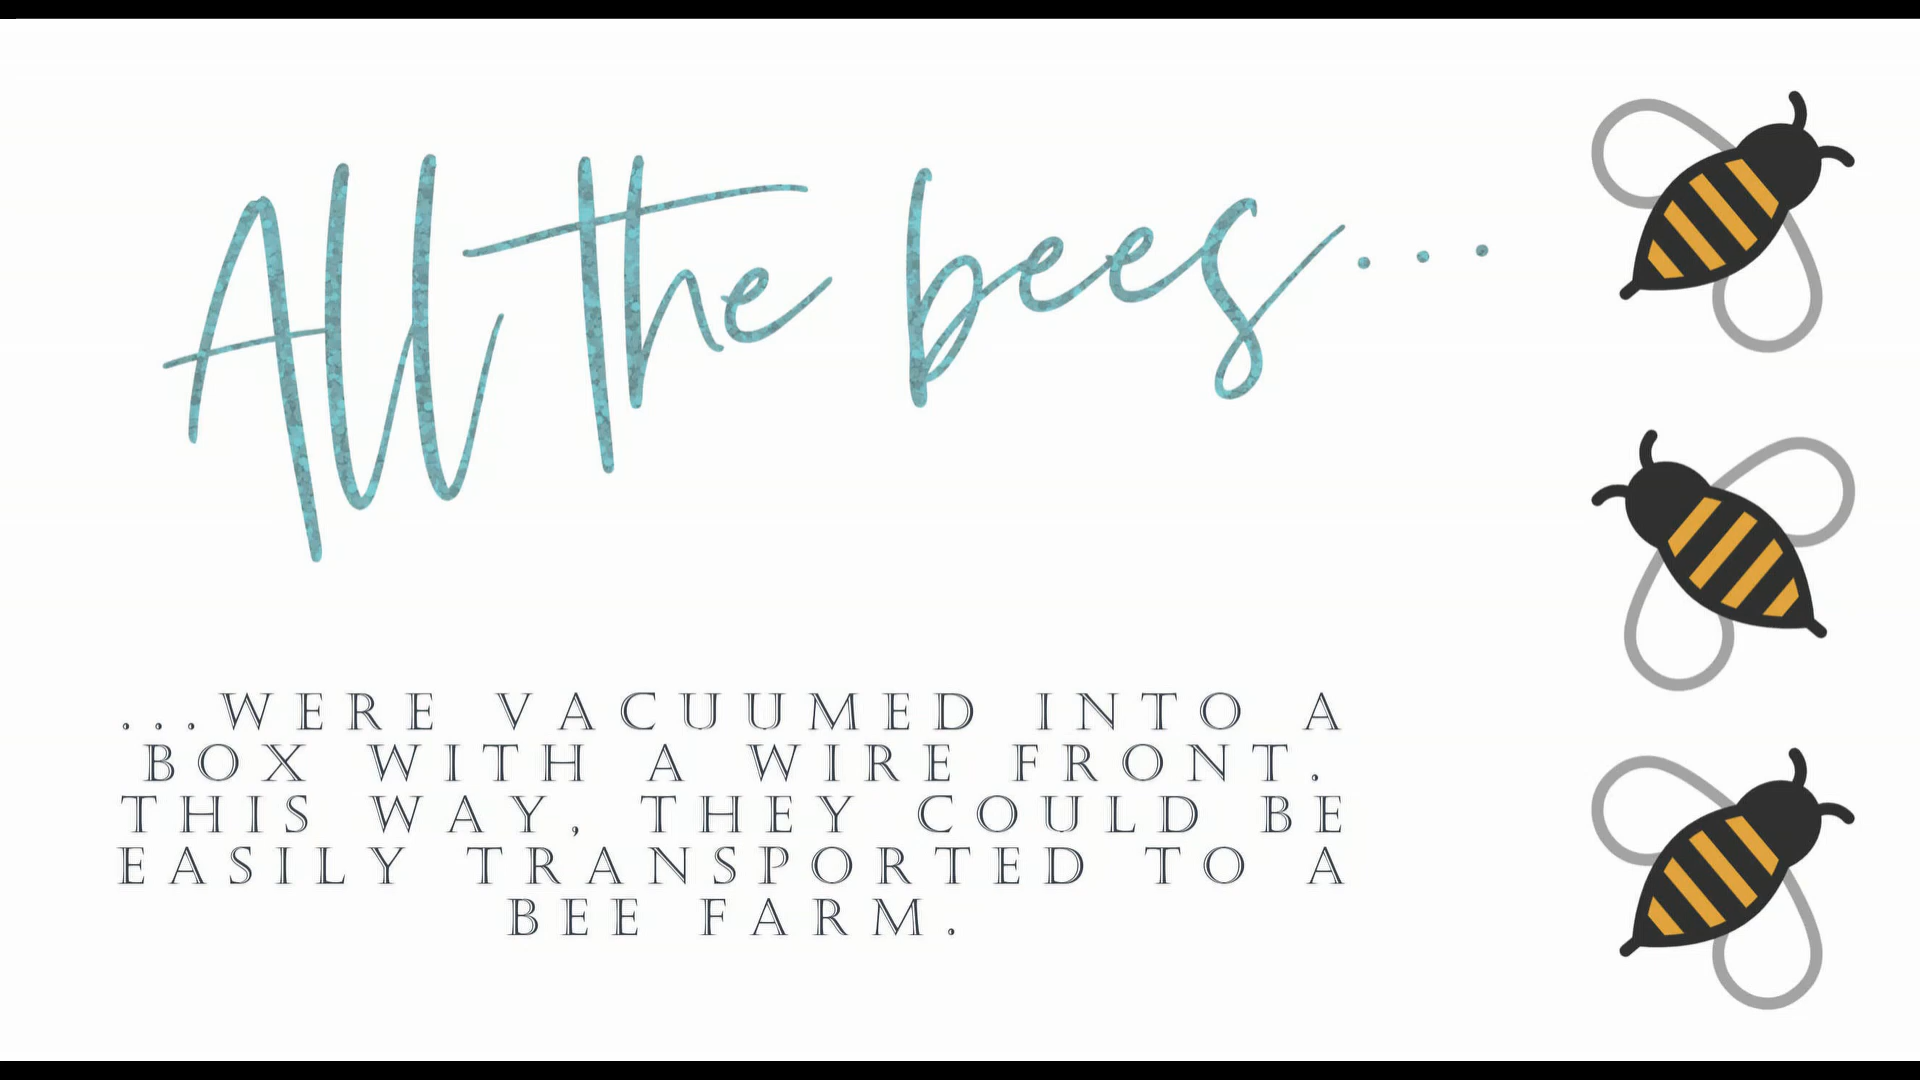 All the bees...
...WERE VACUUMED INTO A
BOX WITH A WIRE FRONT.
THIS WAY, THEY COULD BE
EASILY TRANSPORTED TO A
BEE FARM.